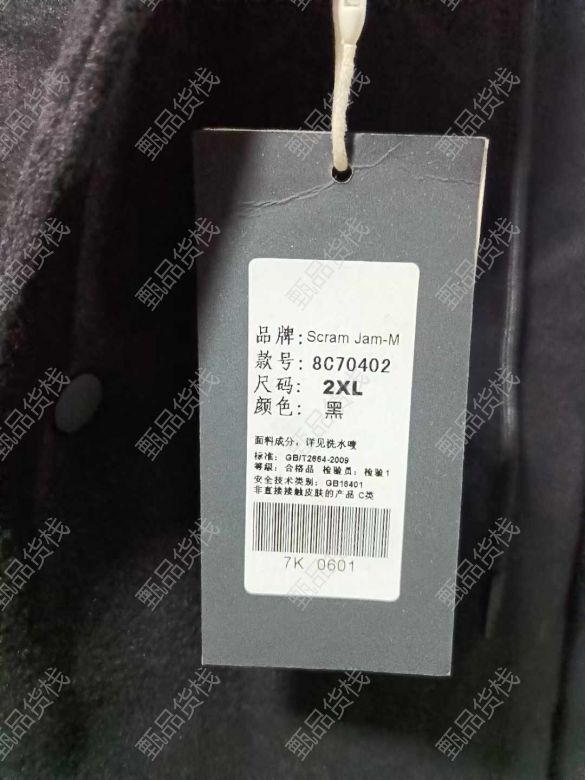 品牌:Scram Jam-M
款号: 8C70402
尺码: 2XL
颜色: 黑
面料成分: 详见洗水唛
标准: GB/T2664-2009
等级: 合格品 检验员: 检验1
安全技术类别: GB18401
非直接接触皮肤的产品 C类
7K 0601
甄品货栈